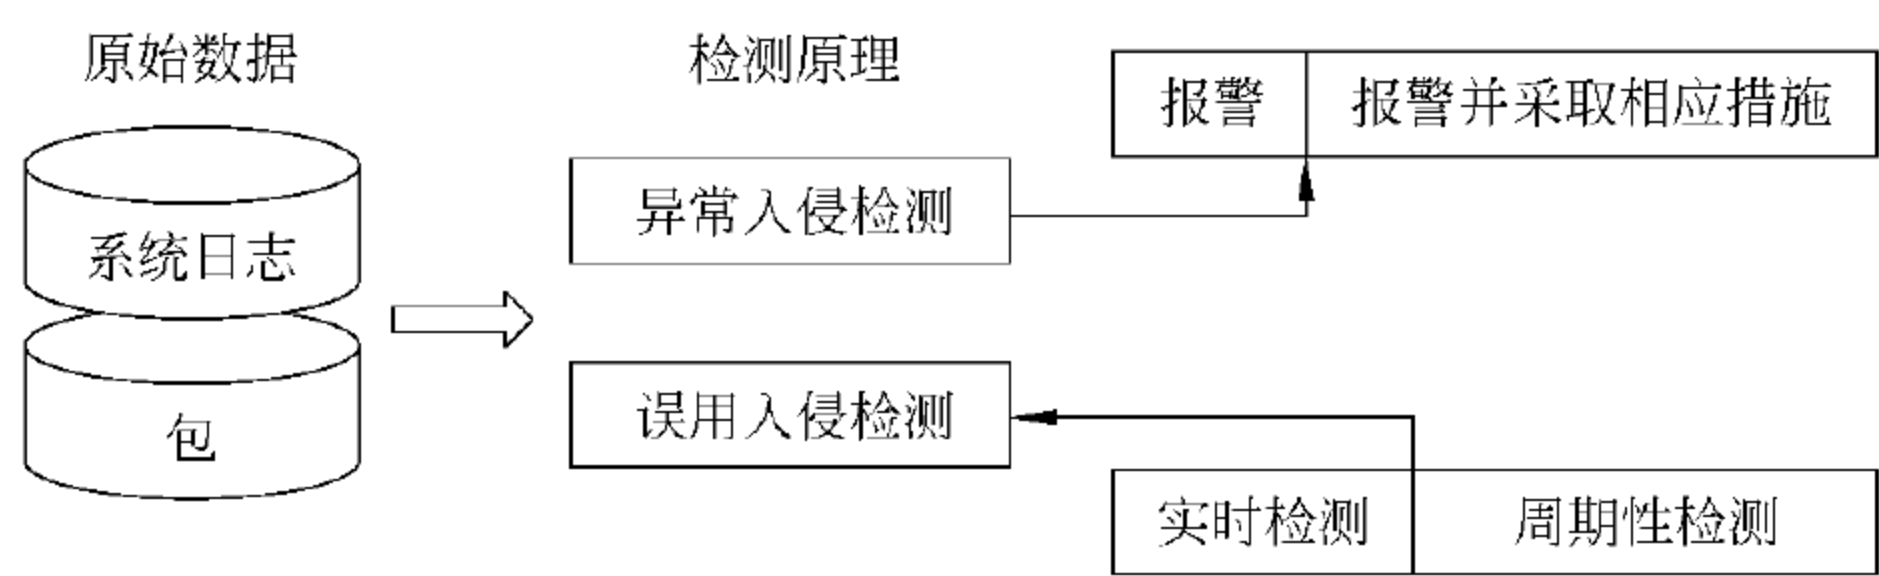 原始数据
系统日志
包
检测原理
异常入侵检测
误用入侵检测
报警
报警并采取相应措施
实时检测
周期性检测